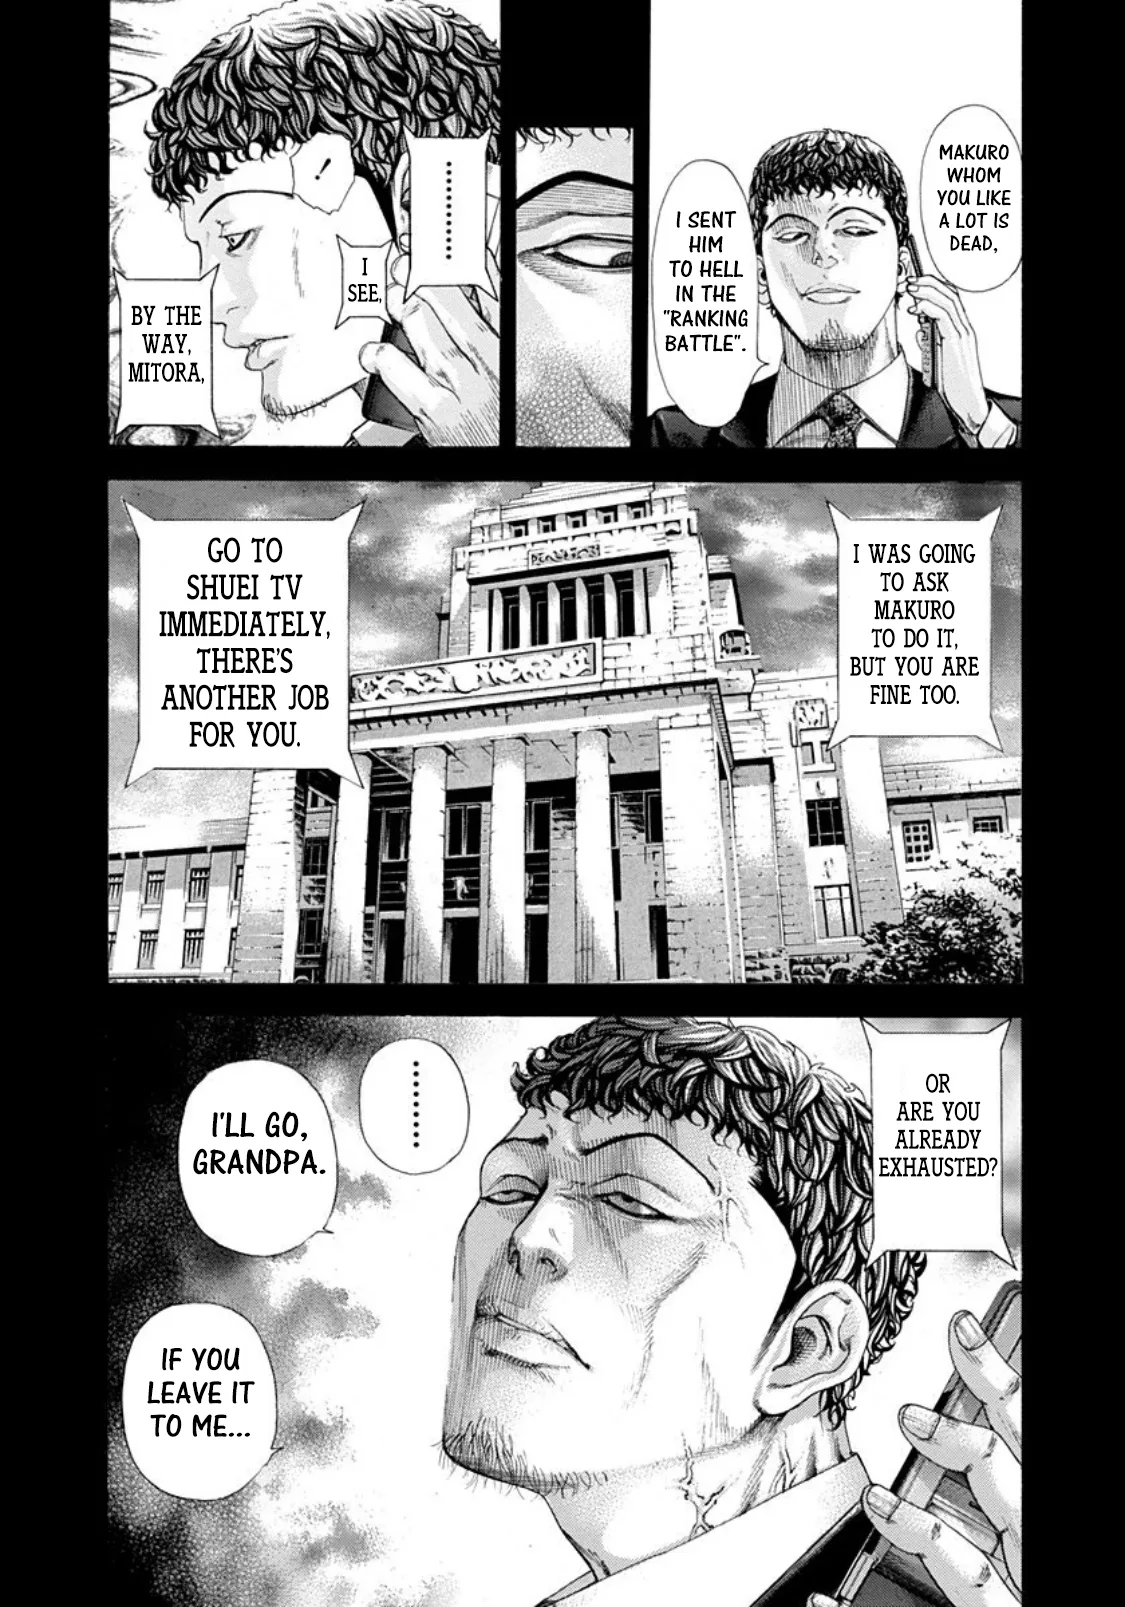 MAKURO
WHOM
YOU LIKE
A LOT IS
DEAD,
I SENT
HIM
TO HELL
IN THE
"RANKING
BATTLE".
..........
I
SEE,
BY THE
WAY,
MITORA,
I WAS GOING
TO ASK
MAKURO
TO DO IT,
BUT YOU ARE
FINE TOO.
GO TO
SHUEI TV
IMMEDIATELY,
THERE'S
ANOTHER JOB
FOR YOU.
OR
ARE YOU
ALREADY
EXHAUSTED?
........
I'LL GO,
GRANDPA.
IF YOU
LEAVE IT
TO ME...